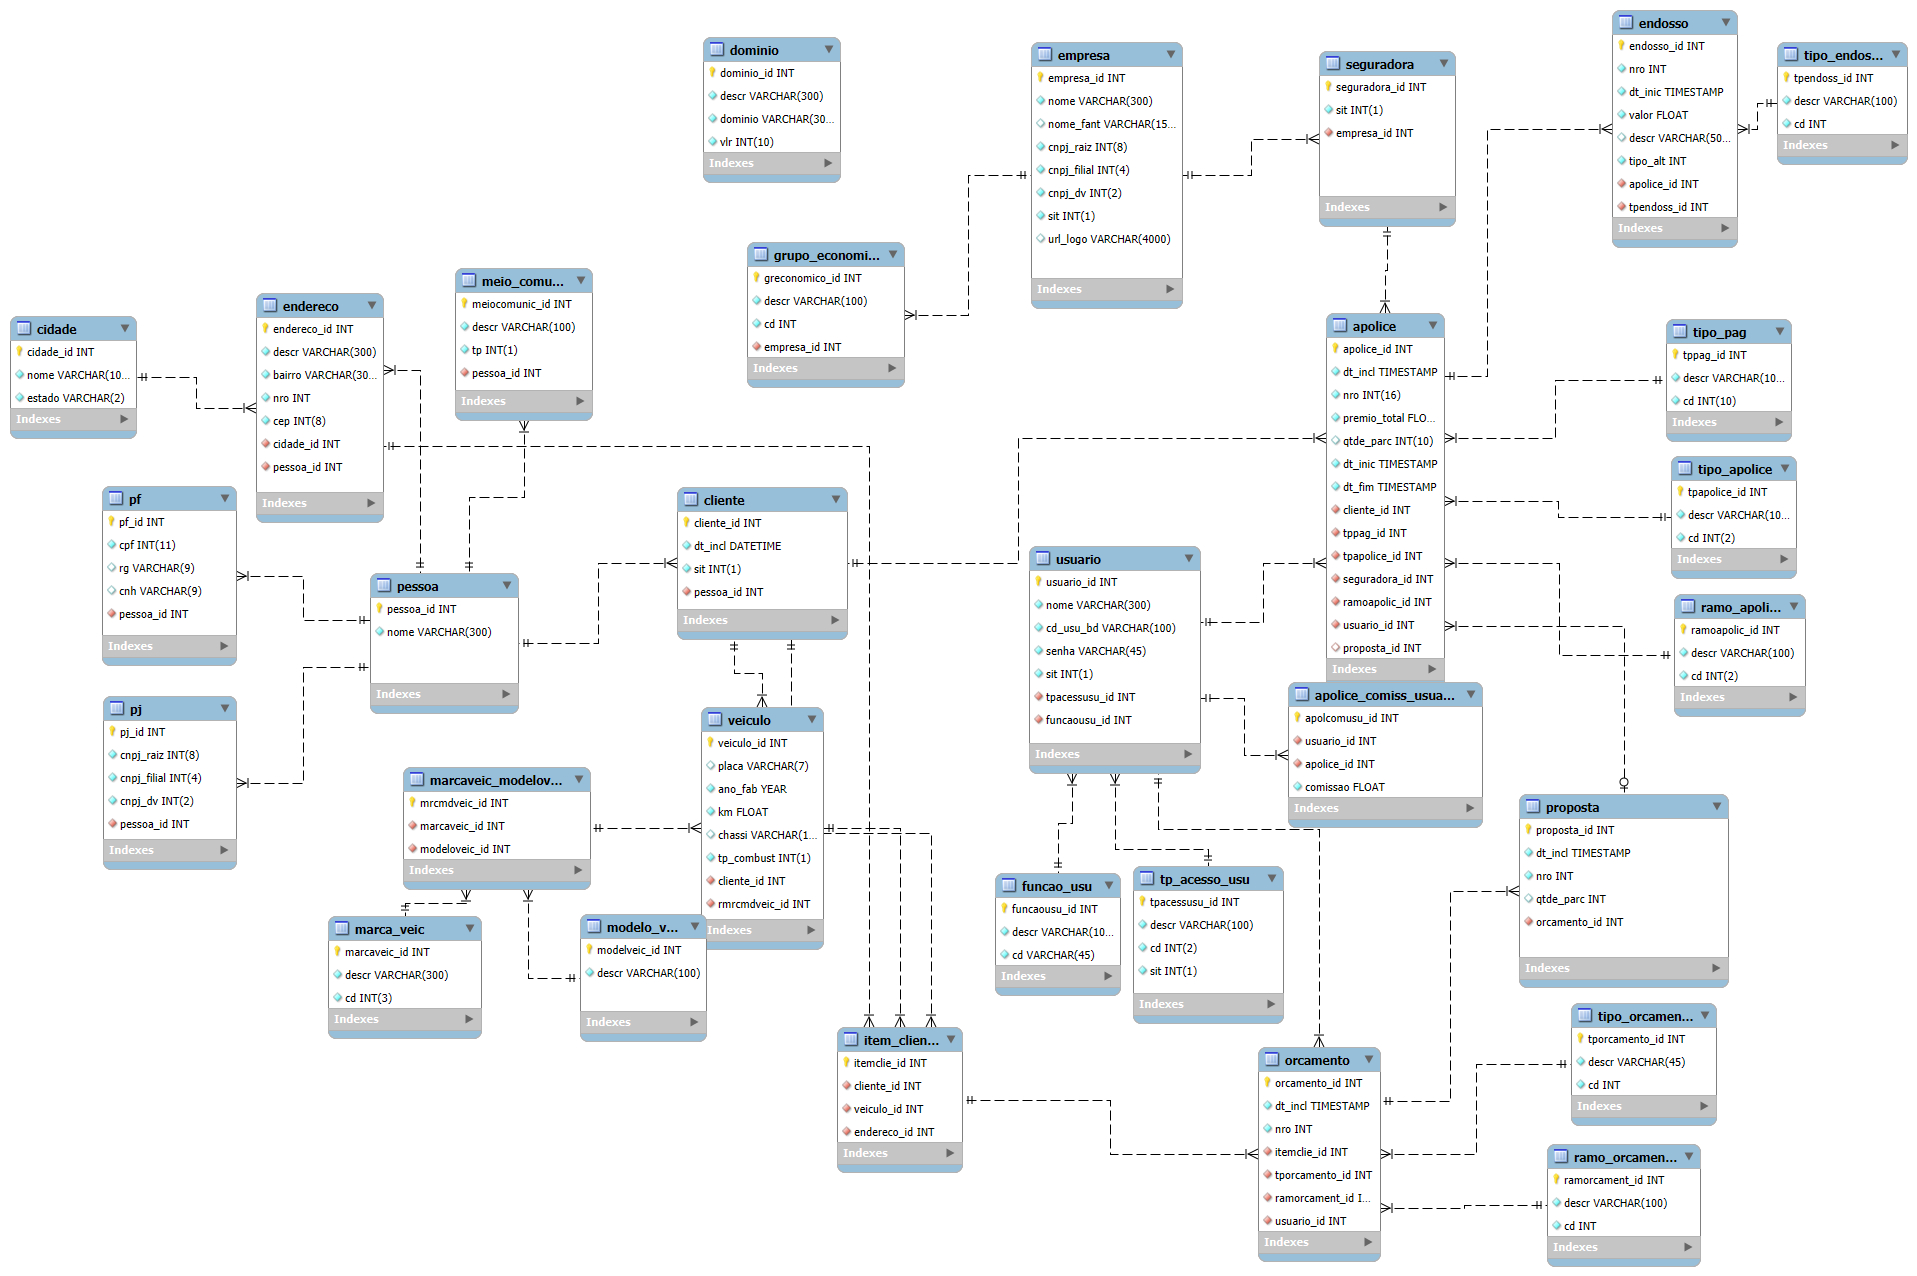 dominio
dominio_id INT
descr VARCHAR(300)
dominio VARCHAR(30...
vlr INT(10)
Indexes
empresa
empresa_id INT
nome VARCHAR(300)
nome_fant VARCHAR(15...
cnpj_raiz INT(8)
cnpj_filial INT(4)
cnpj_dv INT(2)
sit INT(1)
url_logo VARCHAR(4000)
Indexes
seguradora
seguradora_id INT
sit INT(1)
empresa_id INT
Indexes
endosso
endosso_id INT
nro INT
dt_inic TIMESTAMP
valor FLOAT
descr VARCHAR(50...
tipo_alt INT
apolice_id INT
tpendoss_id INT
Indexes
tipo_endos...
tpendoss_id INT
descr VARCHAR(100)
cd INT
Indexes
grupo_economi...
greconomico_id INT
descr VARCHAR(100)
cd INT
empresa_id INT
Indexes
cidade
cidade_id INT
nome VARCHAR(10...
estado VARCHAR(2)
Indexes
endereco
endereco_id INT
descr VARCHAR(300)
bairro VARCHAR(30...
nro INT
cep INT(8)
cidade_id INT
pessoa_id INT
Indexes
meio_comu...
meiocomunic_id INT
descr VARCHAR(100)
tp INT(1)
pessoa_id INT
Indexes
apolice
apolice_id INT
dt_incl TIMESTAMP
nro INT(16)
premio_total FLO...
qtde_parc INT(10)
dt_inic TIMESTAMP
dt_fim TIMESTAMP
cliente_id INT
tppag_id INT
tpapolice_id INT
seguradora_id INT
ramoapolic_id INT
usuario_id INT
proposta_id INT
Indexes
tipo_pag
tppag_id INT
descr VARCHAR(10...
cd INT(10)
Indexes
tipo_apolice
tpapolice_id INT
descr VARCHAR(10...
cd INT(2)
Indexes
ramo_apoli...
ramoapolic_id INT
descr VARCHAR(100)
cd INT(2)
Indexes
pf
pf_id INT
cpf INT(11)
rg VARCHAR(9)
cnh VARCHAR(9)
pessoa_id INT
Indexes
pessoa
pessoa_id INT
nome VARCHAR(300)
Indexes
cliente
cliente_id INT
dt_incl DATETIME
sit INT(1)
pessoa_id INT
Indexes
usuario
usuario_id INT
nome VARCHAR(300)
cd_usu_bd VARCHAR(100)
senha VARCHAR(45)
sit INT(1)
tpacessusu_id INT
funcaousu_id INT
Indexes
apolice_comiss_usua...
apolcomusu_id INT
usuario_id INT
apolice_id INT
comissao FLOAT
Indexes
pj
pj_id INT
cnpj_raiz INT(8)
cnpj_filial INT(4)
cnpj_dv INT(2)
pessoa_id INT
Indexes
marcaveic_modelov...
mrcmdveic_id INT
marcaveic_id INT
modeloveic_id INT
Indexes
veiculo
veiculo_id INT
placa VARCHAR(7)
ano_fab YEAR
km FLOAT
chassi VARCHAR(1...
tp_combust INT(1)
cliente_id INT
rmrcmdveic_id INT
Indexes
marca_veic
marcaveic_id INT
descr VARCHAR(300)
cd INT(3)
Indexes
modelo_v...
modelveic_id INT
descr VARCHAR(100)
Indexes
funcao_usu
funcaousu_id INT
descr VARCHAR(10...
cd VARCHAR(45)
Indexes
tp_acesso_usu
tpacessusu_id INT
descr VARCHAR(100)
cd INT(2)
sit INT(1)
Indexes
proposta
proposta_id INT
dt_incl TIMESTAMP
nro INT
qtde_parc INT
orcamento_id INT
Indexes
item_clien...
itemclie_id INT
cliente_id INT
veiculo_id INT
endereco_id INT
Indexes
orcamento
orcamento_id INT
dt_incl TIMESTAMP
nro INT
itemclie_id INT
tporcamento_id INT
ramorcament_id I...
usuario_id INT
Indexes
tipo_orcamen...
tporcamento_id INT
descr VARCHAR(45)
cd INT
Indexes
ramo_orcamen...
ramorcament_id INT
descr VARCHAR(100)
cd INT
Indexes